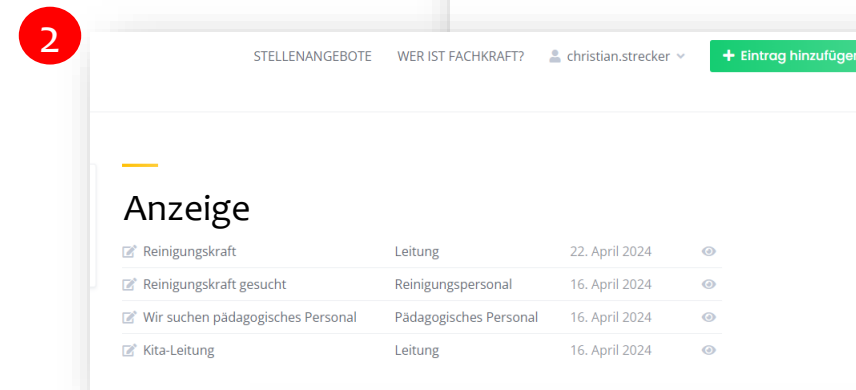 2
STELLENANGEBOTE WER IST FACHKRAFT? christian.strecker + Eintrag hinzufügen
Anzeige
Reinigungskraft Leitung 22. April 2024
Reinigungskraft gesucht Reinigungspersonal 16. April 2024
Wir suchen pädagogisches Personal Pädagogisches Personal 16. April 2024
Kita-Leitung Leitung 16. April 2024